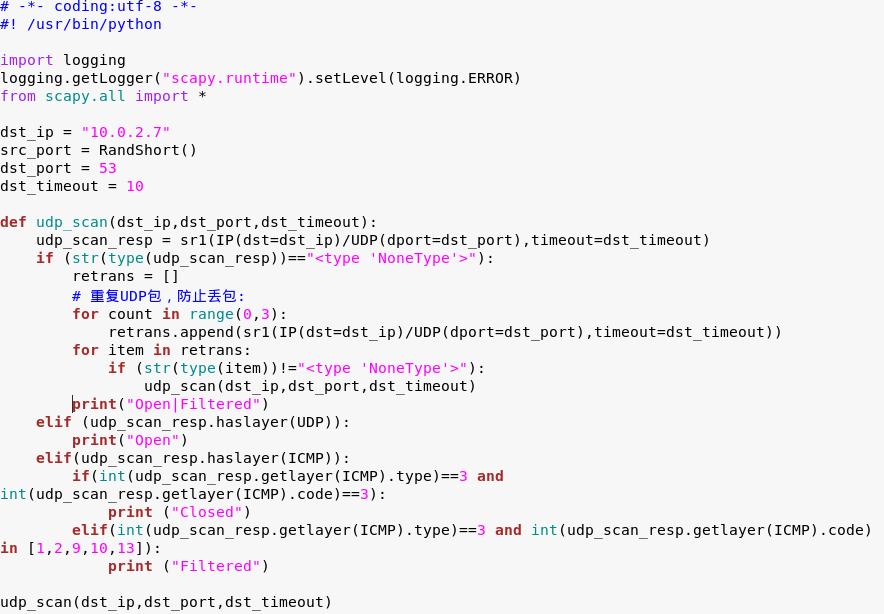 # -*- coding:utf-8 -*-
#! /usr/bin/python

import logging
logging.getLogger("scapy.runtime").setLevel(logging.ERROR)
from scapy.all import *

dst_ip = "10.0.2.7"
src_port = RandShort()
dst_port = 53
dst_timeout = 10

def udp_scan(dst_ip,dst_port,dst_timeout):
    udp_scan_resp = sr1(IP(dst=dst_ip)/UDP(dport=dst_port),timeout=dst_timeout)
    if (str(type(udp_scan_resp))=="<type 'NoneType'>"):
        retrans = []
        # 重复UDP包，防止丢包:
        for count in range(0,3):
            retrans.append(sr1(IP(dst=dst_ip)/UDP(dport=dst_port),timeout=dst_timeout))
        for item in retrans:
            if (str(type(item))!="<type 'NoneType'>"):
                udp_scan(dst_ip,dst_port,dst_timeout)
        print("Open|Filtered")
    elif (udp_scan_resp.haslayer(UDP)):
        print("Open")
    elif(udp_scan_resp.haslayer(ICMP)):
        if(int(udp_scan_resp.getlayer(ICMP).type)==3 and
int(udp_scan_resp.getlayer(ICMP).code)==3):
            print ("Closed")
        elif(int(udp_scan_resp.getlayer(ICMP).type)==3 and int(udp_scan_resp.getlayer(ICMP).code)
in [1,2,9,10,13]):
            print ("Filtered")

udp_scan(dst_ip,dst_port,dst_timeout)